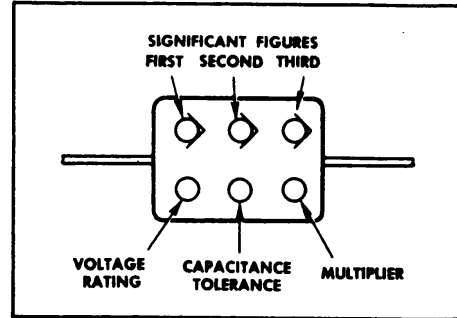 SIGNIFICANT FIGURES
FIRST SECOND THIRD
VOLTAGE
RATING
CAPACITANCE
TOLERANCE
MULTIPLIER